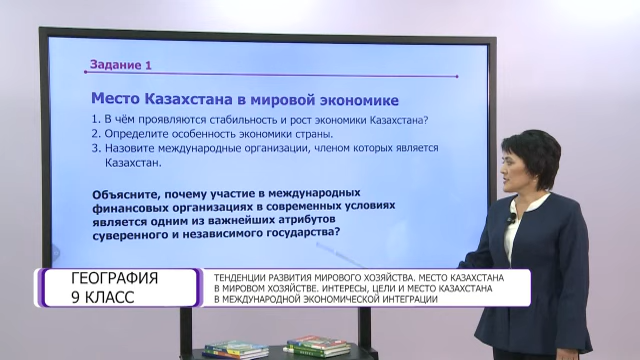 Задание 1
Место Казахстана в мировой экономике
1. В чём проявляются стабильность и рост экономики Казахстана?
2. Определите особенность экономики страны.
3. Назовите международные организации, членом которых является
Казахстан.
Объясните, почему участие в международных
финансовых организациях в современных условиях
является одним из важнейших атрибутов
суверенного и независимого государства?
ГЕОГРАФИЯ
9 КЛАСС
ТЕНДЕНЦИИ РАЗВИТИЯ МИРОВОГО ХОЗЯЙСТВА. МЕСТО КАЗАХСТАНА
В МИРОВОМ ХОЗЯЙСТВЕ. ИНТЕРЕСЫ, ЦЕЛИ И МЕСТО КАЗАХСТАНА
В МЕЖДУНАРОДНОЙ ЭКОНОМИЧЕСКОЙ ИНТЕГРАЦИИ